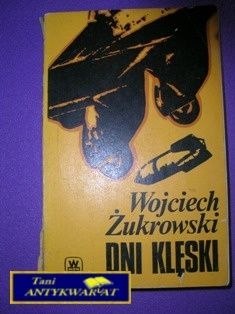 Wojciech
Żukrowski
DNI KLĘSKI
W
Tani
ANTYKWARIAT